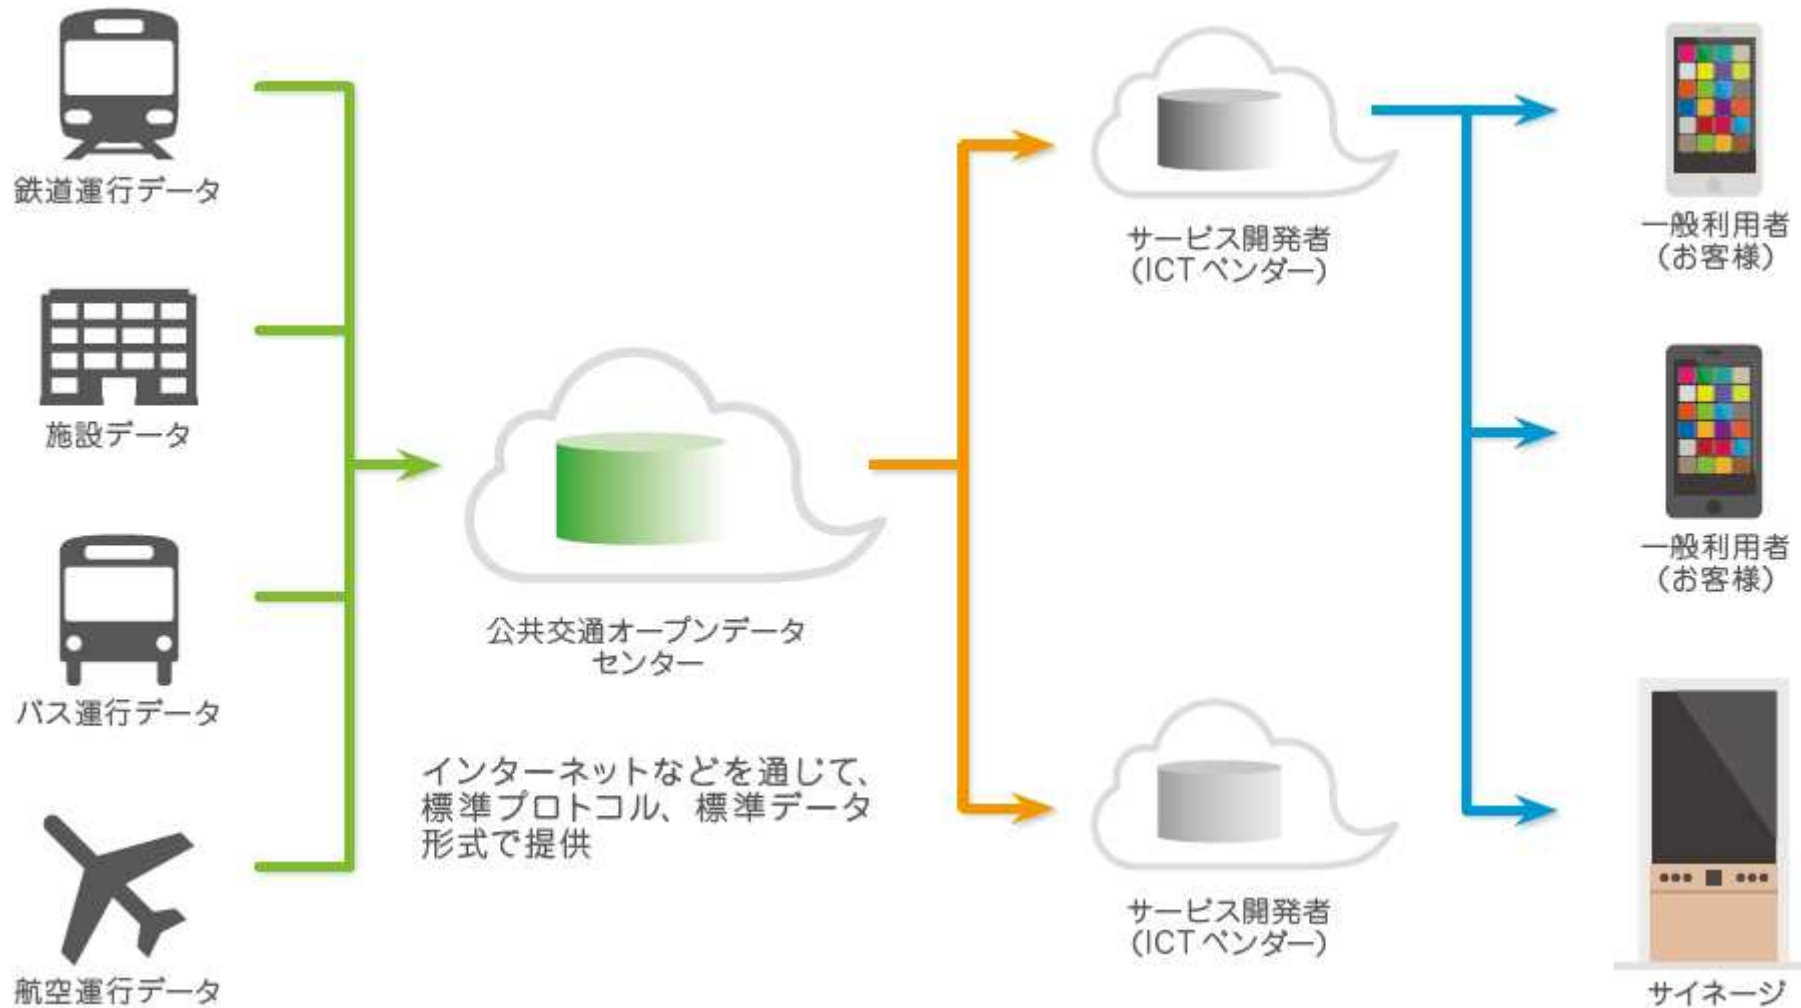 鉄道運行データ
施設データ
バス運行データ
航空運行データ
公共交通オープンデータ
センター
インターネットなどを通じて、
標準プロトコル、標準データ
形式で提供
サービス開発者
(ICTベンダー)
サービス開発者
(ICTベンダー)
一般利用者
(お客様)
一般利用者
(お客様)
サイネージ